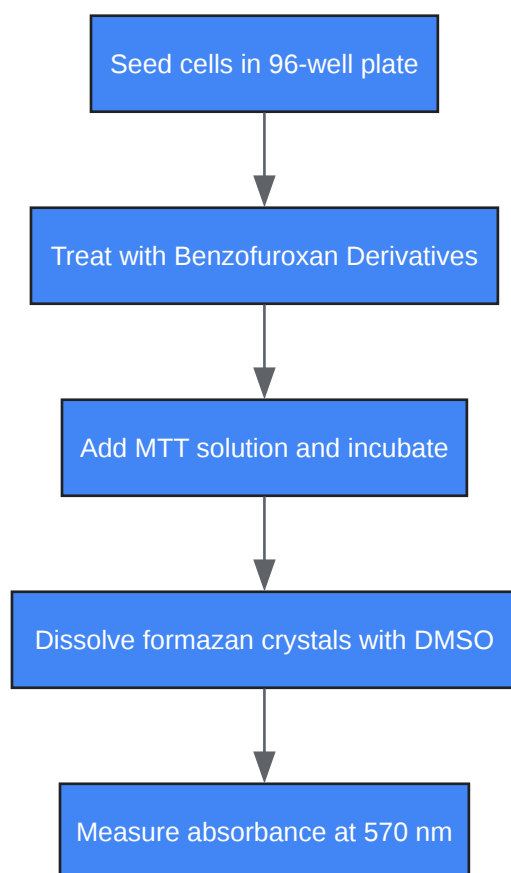 Seed cells in 96-well plate
Treat with Benzofuroxan Derivatives
Add MTT solution and incubate
Dissolve formazan crystals with DMSO
Measure absorbance at 570 nm